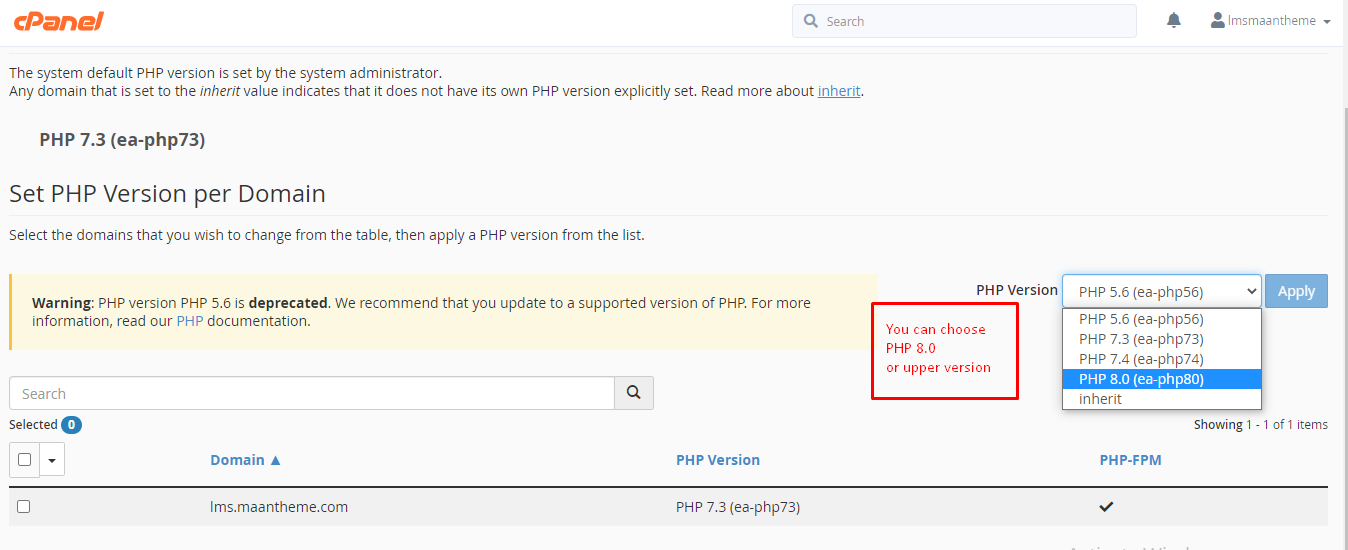 cPanel
Search
lmsmaantheme
The system default PHP version is set by the system administrator.
Any domain that is set to the inherit value indicates that it does not have its own PHP version explicitly set. Read more about inherit.
PHP 7.3 (ea-php73)
Set PHP Version per Domain
Select the domains that you wish to change from the table, then apply a PHP version from the list.
Warning: PHP version PHP 5.6 is deprecated. We recommend that you update to a supported version of PHP. For more
information, read our PHP documentation.
PHP Version
PHP 5.6 (ea-php56)
Apply
PHP 5.6 (ea-php56)
PHP 7.3 (ea-php73)
PHP 7.4 (ea-php74)
PHP 8.0 (ea-php80)
inherit
You can choose
PHP 8.0
or upper version
Search
Selected 0
Showing 1 - 1 of 1 items
Domain ▲ PHP Version PHP-FPM
lms.maantheme.com PHP 7.3 (ea-php73)